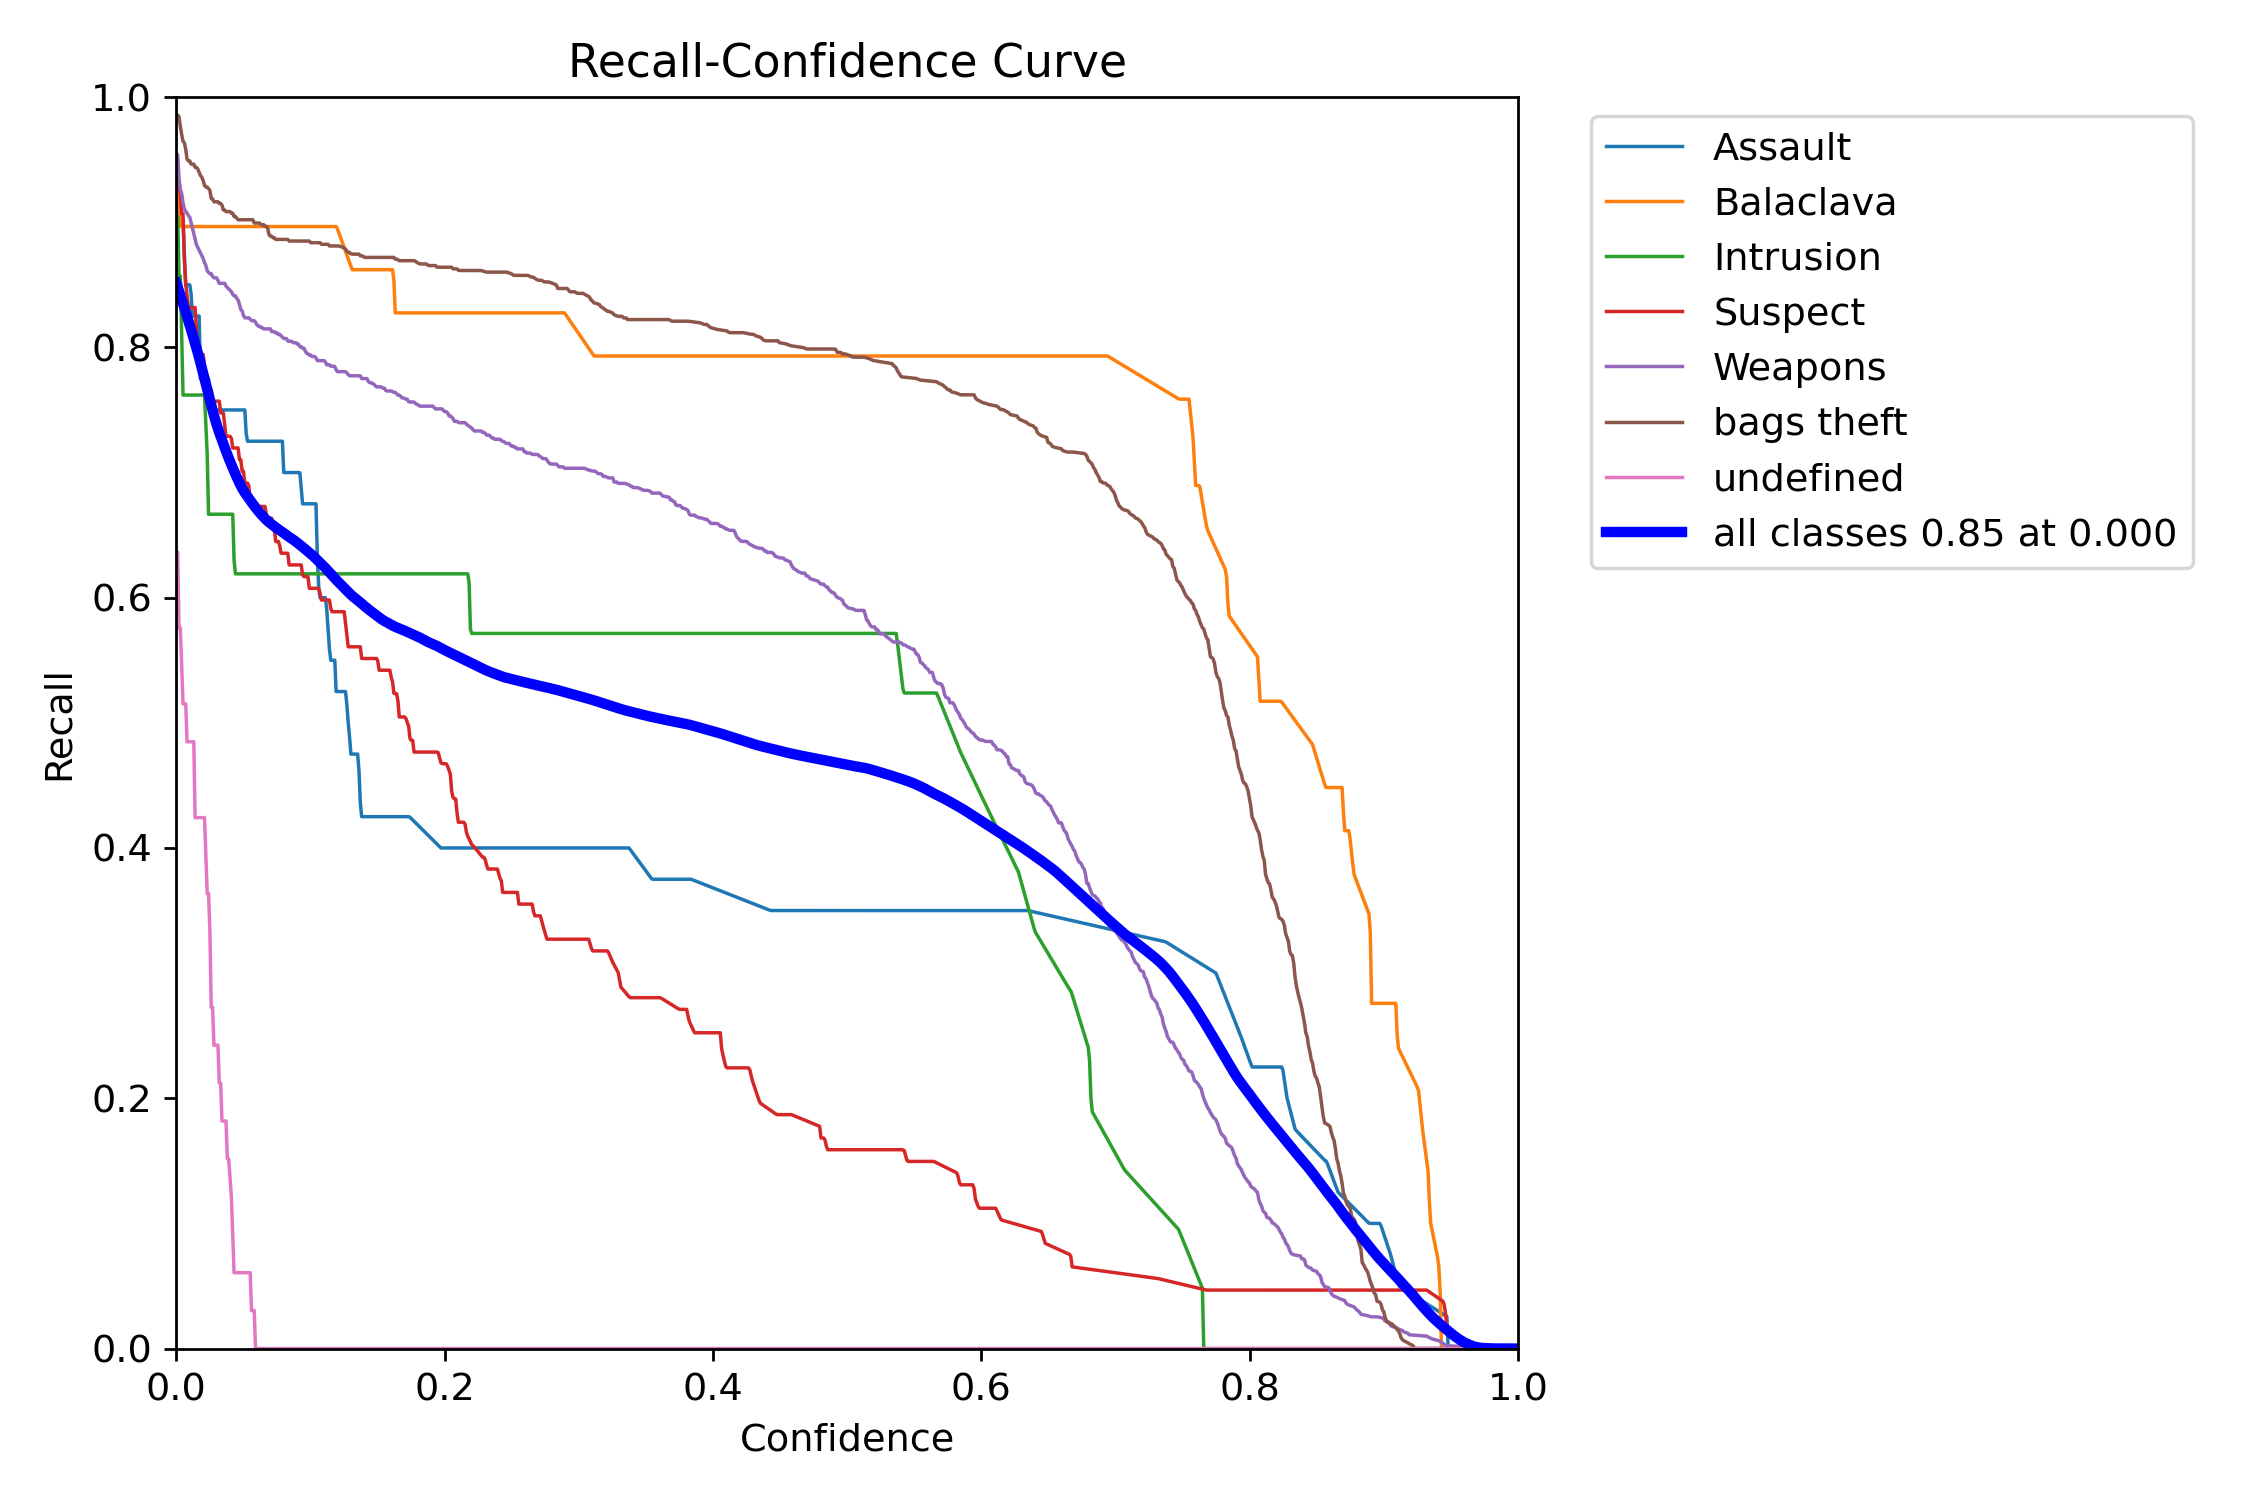 Recall-Confidence Curve
1.0
0.8
0.6
0.4
0.2
0.0
Recall
0.0 0.2 0.4 0.6 0.8 1.0
Confidence
Assault
Balaclava
Intrusion
Suspect
Weapons
bags theft
undefined
all classes 0.85 at 0.000